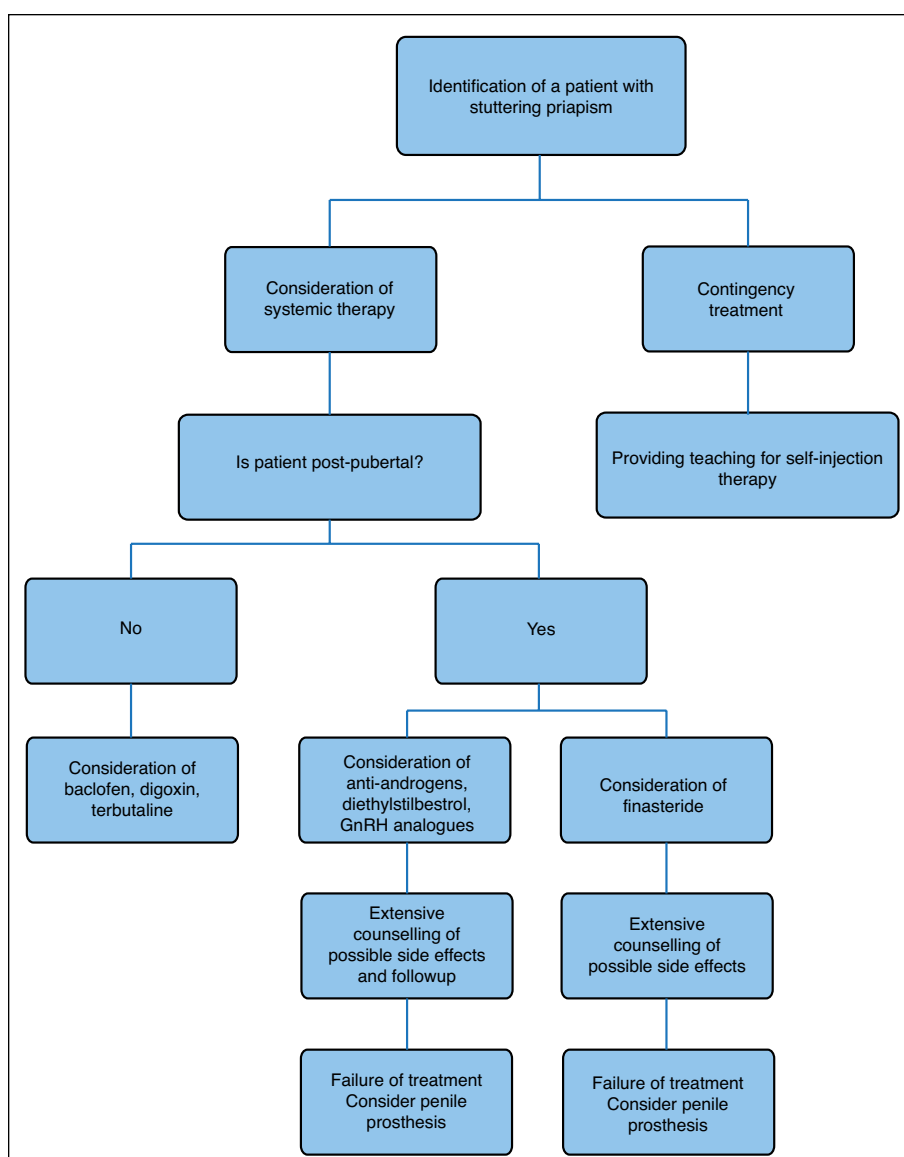 Identification of a patient with
stuttering priapism
Consideration of
systemic therapy
Contingency
treatment
Is patient post-pubertal?
Providing teaching for self-injection
therapy
No
Yes
Consideration of
baclofen, digoxin,
terbutaline
Consideration of
anti-androgens,
diethylstilbestrol,
GnRH analogues
Consideration of
finasteride
Extensive
counselling of
possible side effects
and followup
Extensive
counselling of
possible side effects
Failure of treatment
Consider penile
prosthesis
Failure of treatment
Consider penile
prosthesis